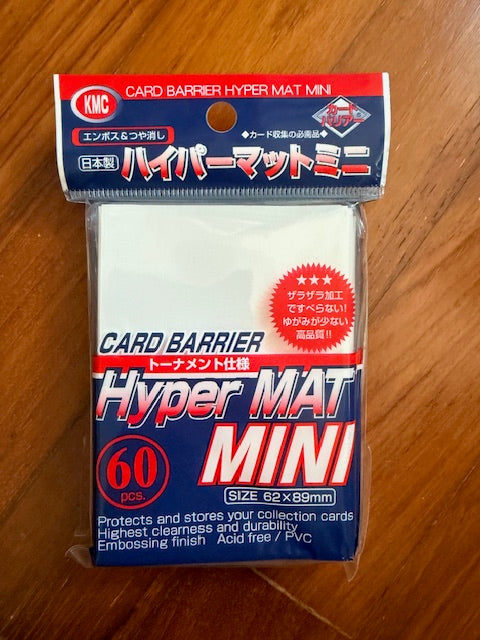 KMC
CARD BARRIER HYPER MAT MINI
エンボス&つや消し
◆カード収集の必需品◆
カード
バリアー
日本製
ハイパーマットミニ
★★★
ザラザラ加工
ですべらない!
ゆがみが少ない
高品質!!
CARD BARRIER
トーナメント仕様
Hyper MAT
MINI
60
pcs.
SIZE 62×89mm
Protects and stores your collection cards
Highest clearness and durability
Embossing finish Acid free / PVC